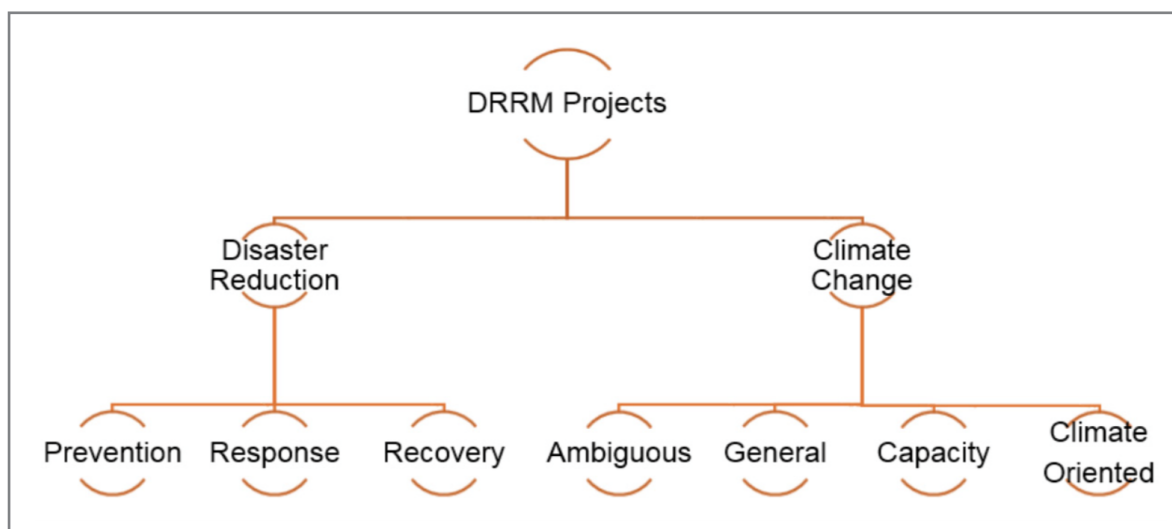 DRRM Projects
Disaster
Reduction
Climate
Change
Prevention
Response
Recovery
Ambiguous
General
Capacity
Climate
Oriented